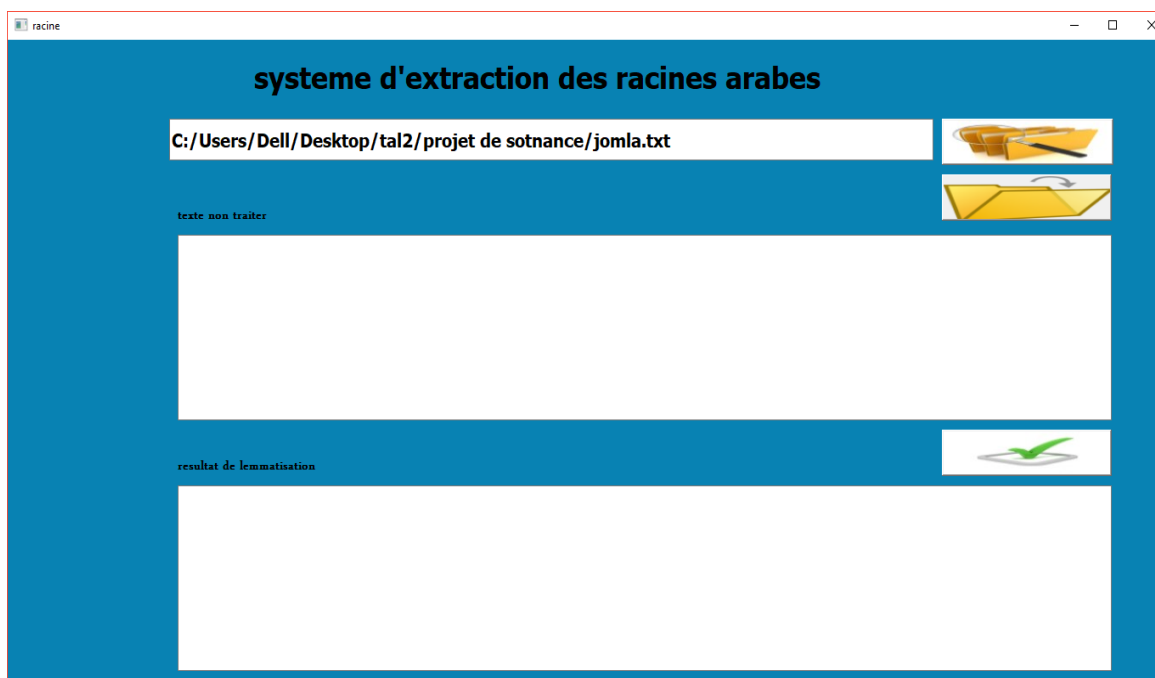 racine
systeme d'extraction des racines arabes
C:/Users/Dell/Desktop/tal2/projet de sotnance/jomla.txt
texte non traiter
resultat de lemmatisation